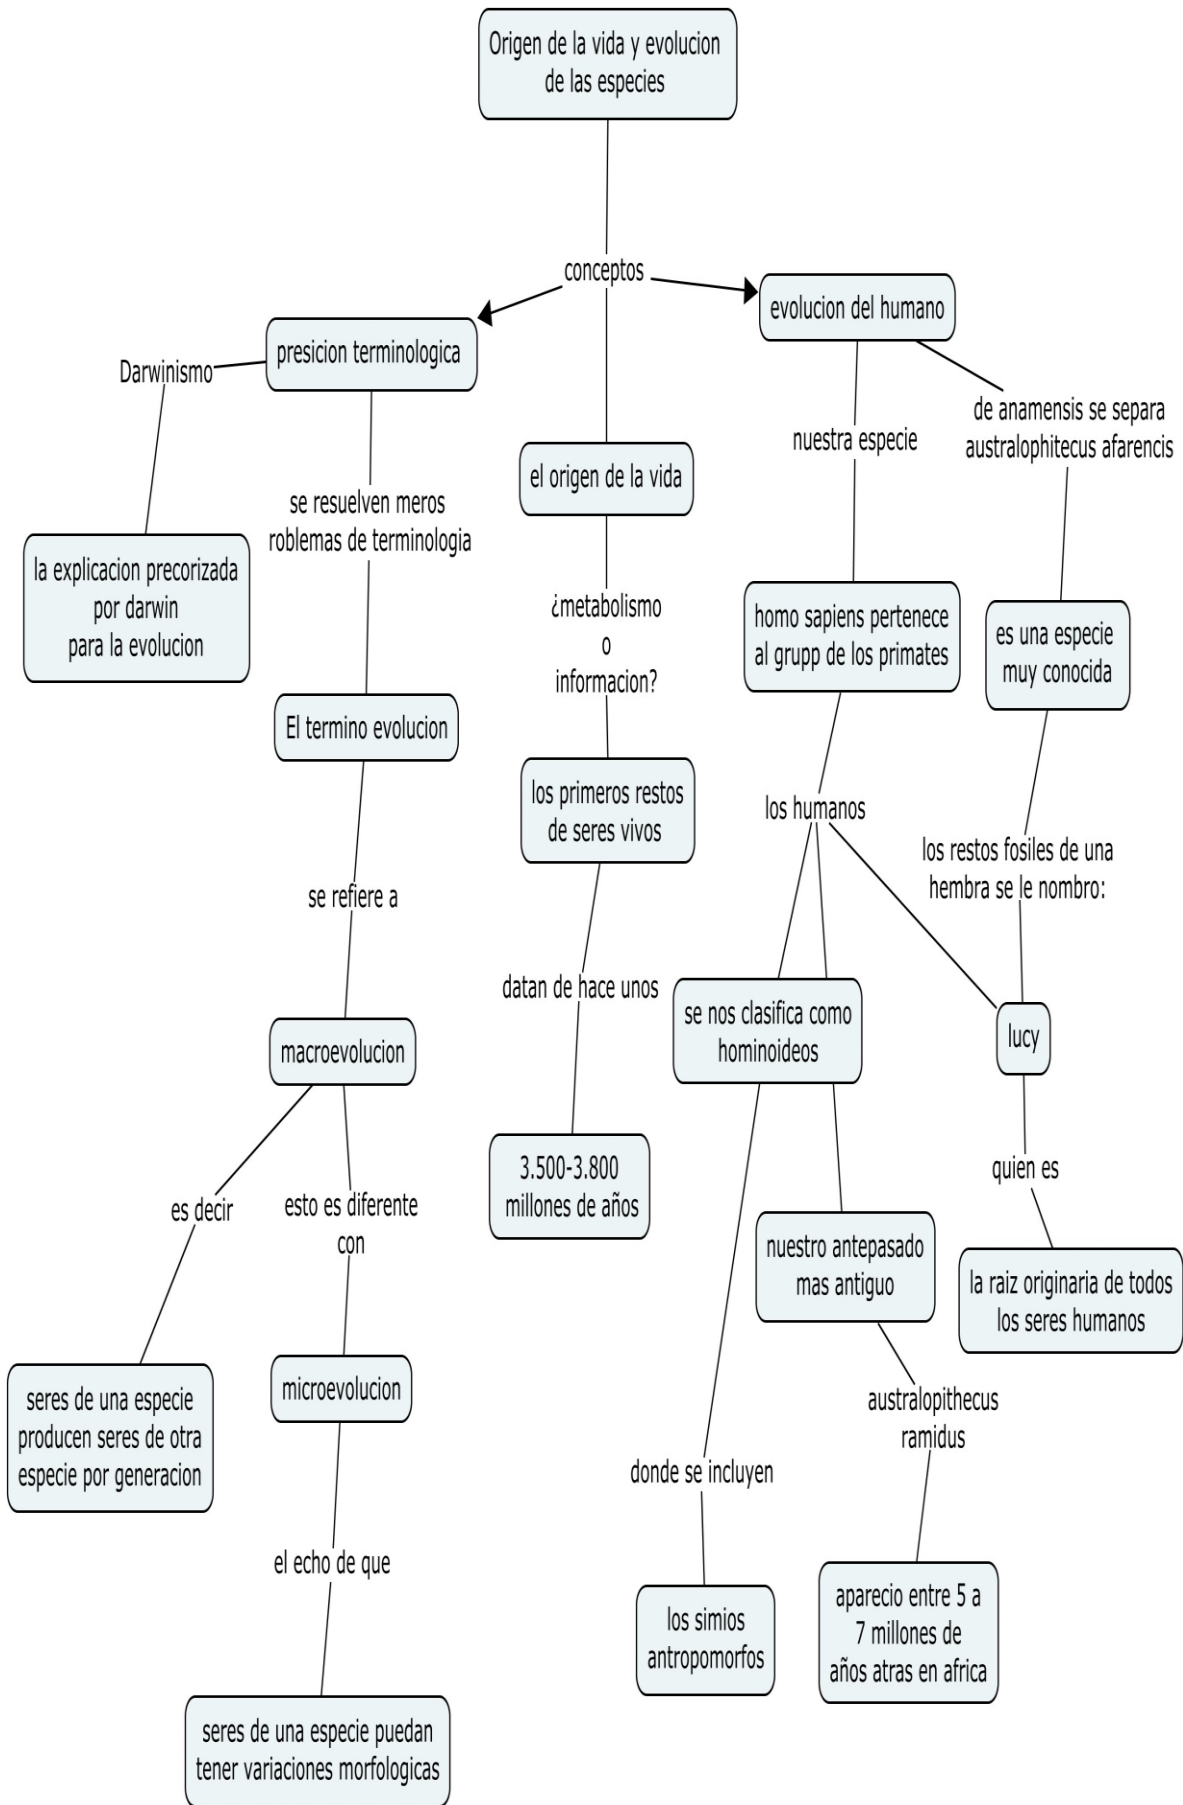 Origen de la vida y evolucion
de las especies
conceptos
presicion terminologica
Darwinismo
la explicacion precorizada
por darwin
para la evolucion
se resuelven meros
roblemas de terminologia
El termino evolucion
se refiere a
macroevolucion
es decir
seres de una especie
producen seres de otra
especie por generacion
esto es diferente
con
microevolucion
el echo de que
seres de una especie puedan
tener variaciones morfologicas
el origen de la vida
¿metabolismo
o
informacion?
los primeros restos
de seres vivos
datan de hace unos
3.500-3.800
millones de años
evolucion del humano
nuestra especie
homo sapiens pertenece
al grupp de los primates
los humanos
se nos clasifica como
hominoideos
donde se incluyen
los simios
antropomorfos
nuestro antepasado
mas antiguo
australopithecus
ramidus
aparecio entre 5 a
7 millones de
años atras en africa
de anamensis se separa
australophitecus afarencis
es una especie
muy conocida
los restos fosiles de una
hembra se le nombro:
lucy
quien es
la raiz originaria de todos
los seres humanos